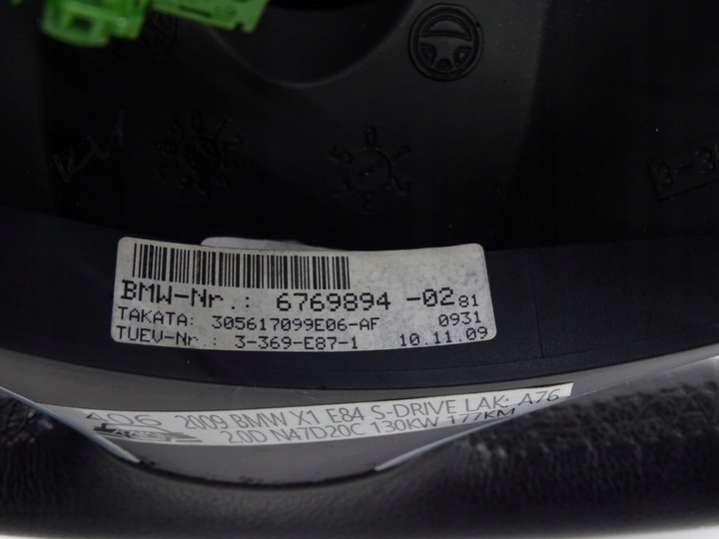 BMW-Nr.: 6769894 -02 81
TAKATA: 305617099E06-AF 0931
TUEV-Nr.: 3-369-E87-1 10.11.09
406 2009 BMW X1 E84 S-DRIVE LAK: A76
2.0D N47D20C 130KW 177KM